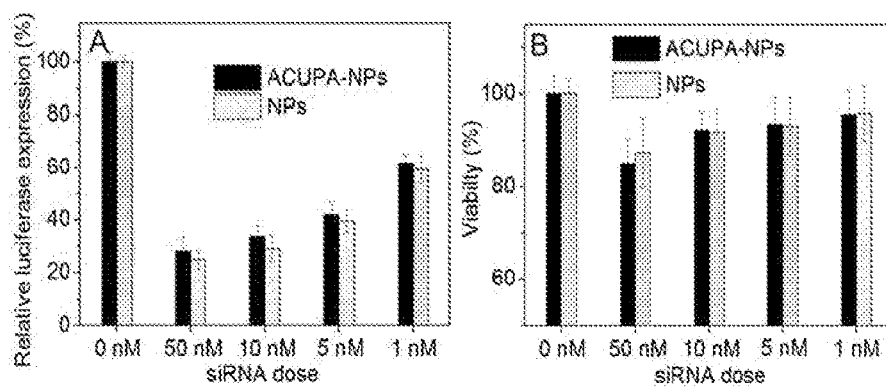 A
ACUPA-NPs
NPs
Relative luciferase expression (%)
100
80
60
40
20
0
0 nM 50 nM 10 nM 5 nM 1 nM
siRNA dose
B
ACUPA-NPs
NPs
Viabilty (%)
100
80
60
0 nM 50 nM 10 nM 5 nM 1 nM
siRNA dose